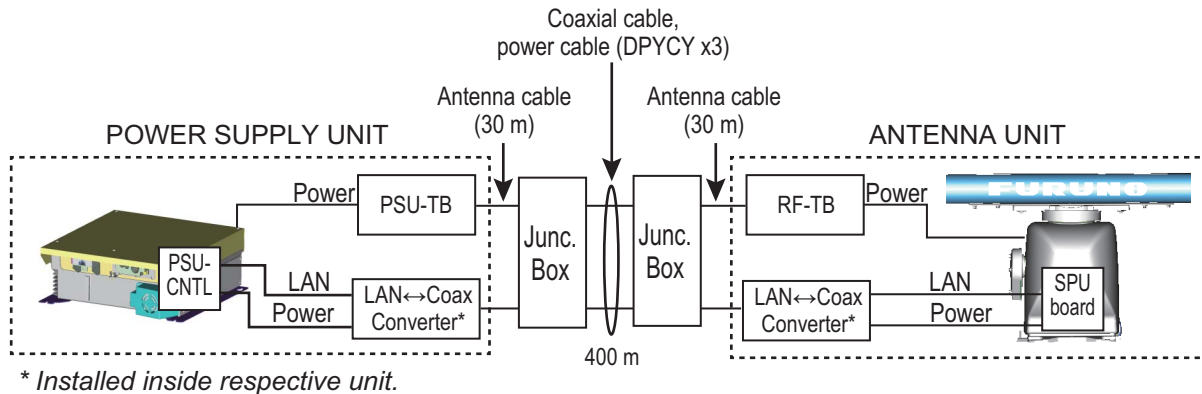 Coaxial cable,
power cable (DPYCY x3)
Antenna cable
(30 m)
Antenna cable
(30 m)
POWER SUPPLY UNIT
ANTENNA UNIT
Power
PSU-TB
Junc.
Box
Junc.
Box
RF-TB
Power
FURUNO
PSU-
CNTL
LAN
Power
LAN↔Coax
Converter*
400 m
LAN↔Coax
Converter*
LAN
Power
SPU
board
* Installed inside respective unit.